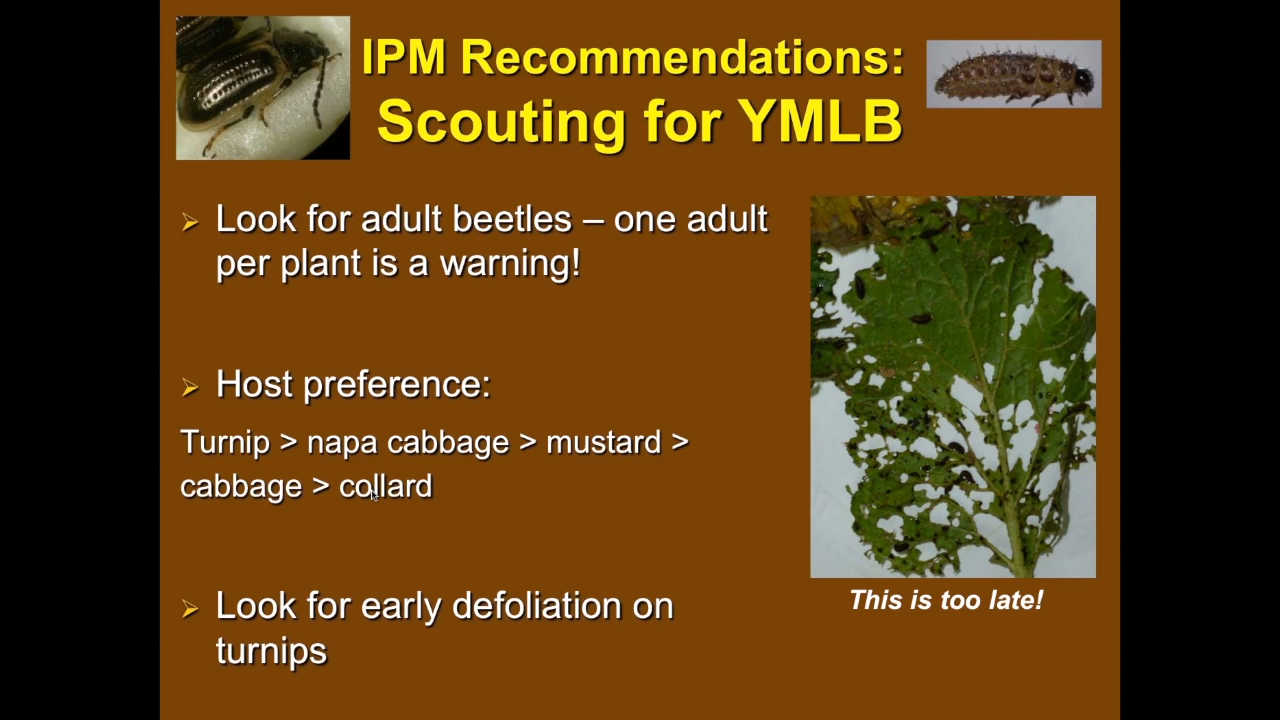 IPM Recommendations:
Scouting for YMLB
➢ Look for adult beetles – one adult
per plant is a warning!
➢ Host preference:
Turnip > napa cabbage > mustard >
cabbage > collard
➢ Look for early defoliation on
turnips
This is too late!